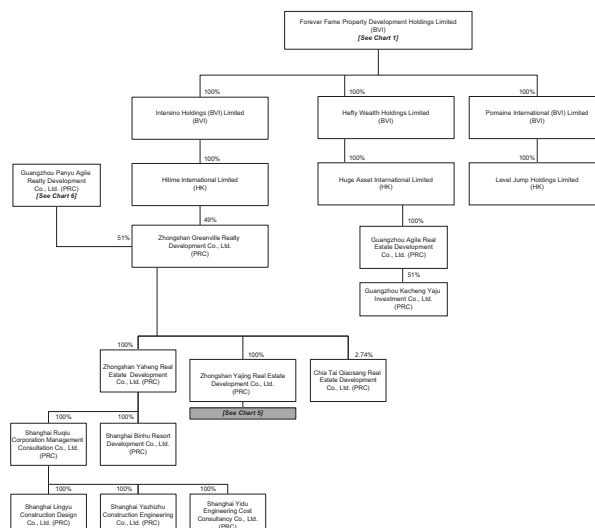 Forever Fame Property Development Holdings Limited
(BVI)
[See Chart 1]
100%
100%
100%
Intersino Holdings (BVI) Limited
(BVI)
Hefty Wealth Holdings Limited
(BVI)
Pomaine International (BVI) Limited
(BVI)
100%
100%
100%
Guangzhou Panyu Agile
Realty Development
Co., Ltd. (PRC)
[See Chart 6]
Hitime International Limited
(HK)
Huge Asset International Limited
(HK)
Level Jump Holdings Limited
(HK)
49%
100%
51%
Zhongshan Greenville Realty
Development Co., Ltd.
(PRC)
Guangzhou Agile Real
Estate Development
Co., Ltd. (PRC)
51%
Guangzhou Kecheng Yaju
Investment Co., Ltd.
(PRC)
100%
100%
2.74%
Zhongshan Yaheng Real
Estate Development
Co., Ltd. (PRC)
Zhongshan Yajing Real Estate
Development Co., Ltd. (PRC)
Chia Tai Qiaosang Real
Estate Development
Co., Ltd. (PRC)
[See Chart 5]
100%
100%
Shanghai Ruqiu
Corporation Management
Consultation Co., Ltd.
(PRC)
Shanghai Binhu Resort
Development Co., Ltd.
(PRC)
100%
100%
100%
Shanghai Lingyu
Construction Design
Co., Ltd. (PRC)
Shanghai Yazhizhu
Construction Engineering
Co., Ltd. (PRC)
Shanghai Yidu
Engineering Cost
Consultancy Co., Ltd.
(PRC)